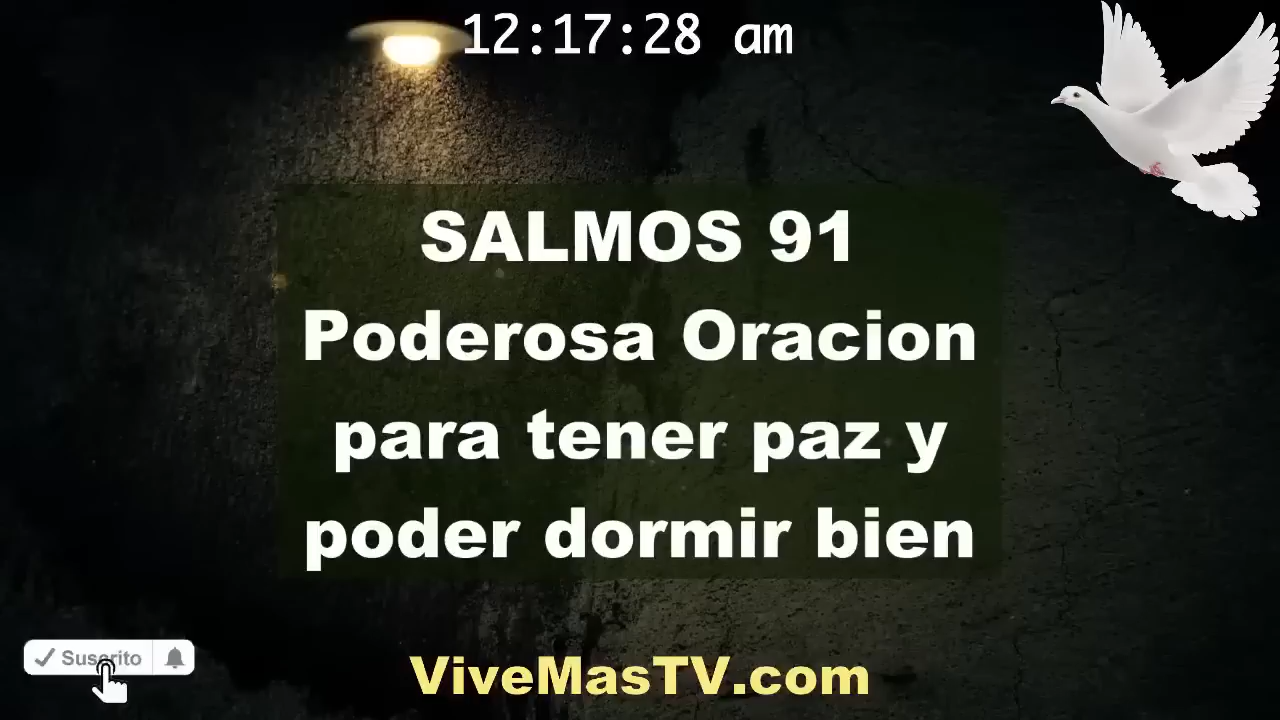 12:17:28 am
SALMOS 91
Poderosa Oracion
para tener paz y
poder dormir bien
Suscrito
ViveMasTV.com